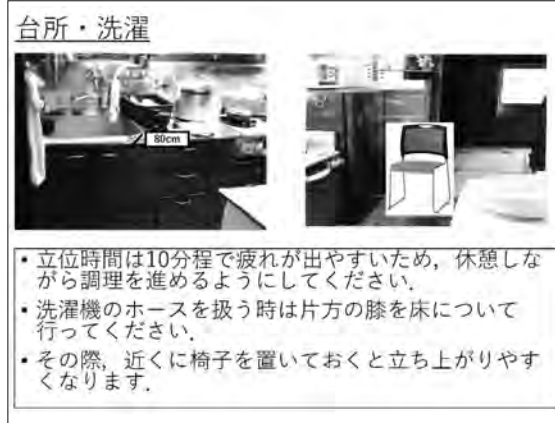 台所・洗濯
80cm
・立位時間は10分程で疲れが出やすいため，休憩しな
がら調理を進めるようにしてください．
・洗濯機のホースを扱う時は片方の膝を床について
行ってください．
・その際，近くに椅子を置いておくと立ち上がりやす
くなります．